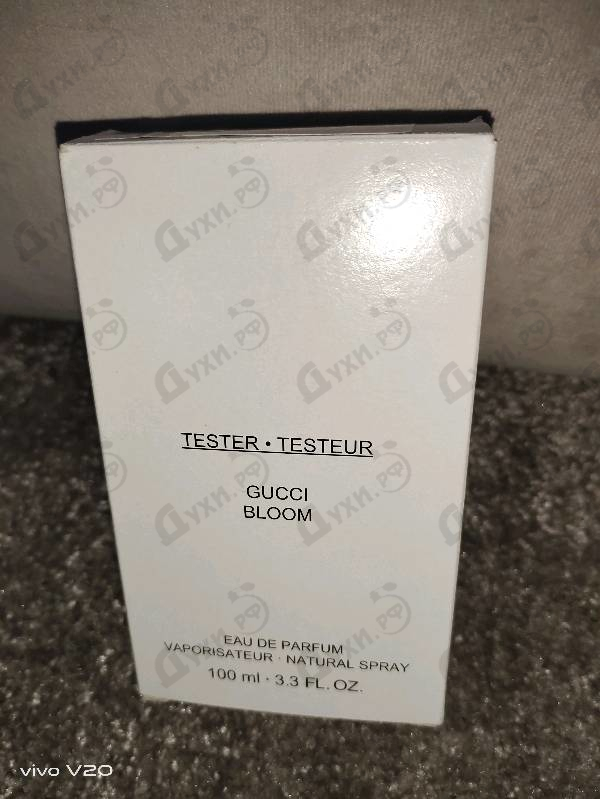 TESTER • TESTEUR
GUCCI
BLOOM
EAU DE PARFUM
VAPORISATEUR · NATURAL SPRAY
100 ml · 3.3 FL. OZ.
vivo V20
Духи.рф